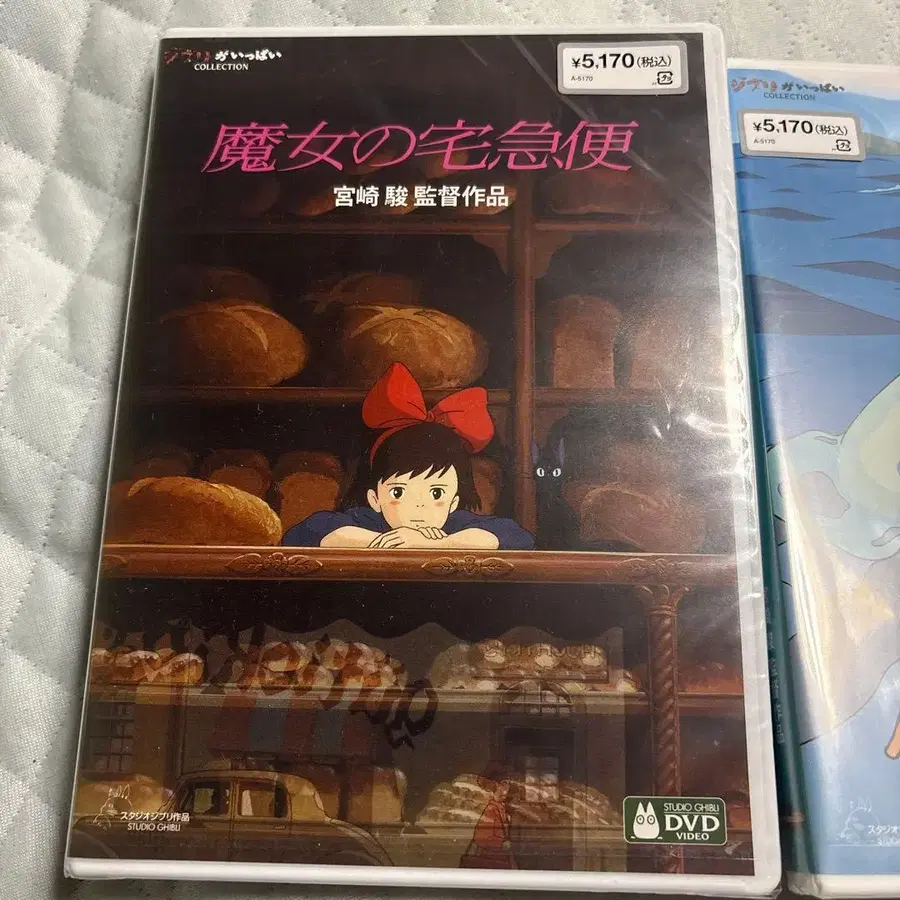 ジブリがいっぱい
COLLECTION
¥5,170(税込)
A-5170
魔女の宅急便
宮崎 駿 監督作品
スタジオジブリ作品
STUDIO GHIBLI
STUDIO GHIBLI
DVD
VIDEO
ジブリがいっぱい
COLLECTION
¥5,170(税込)
A-5170